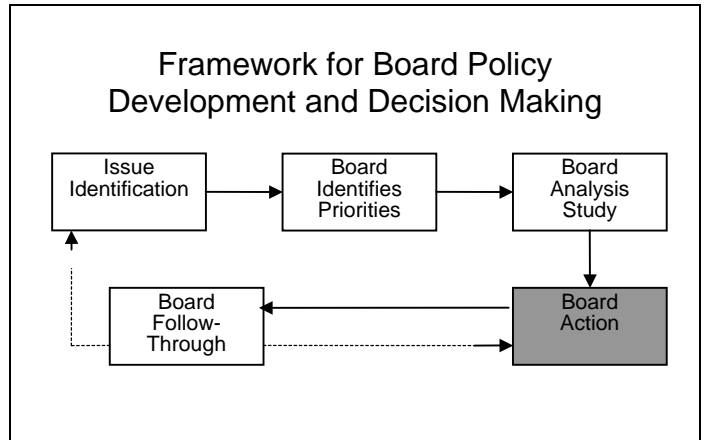 Framework for Board Policy
Development and Decision Making
Issue
Identification
Board
Identifies
Priorities
Board
Analysis
Study
Board
Follow-
Through
Board
Action